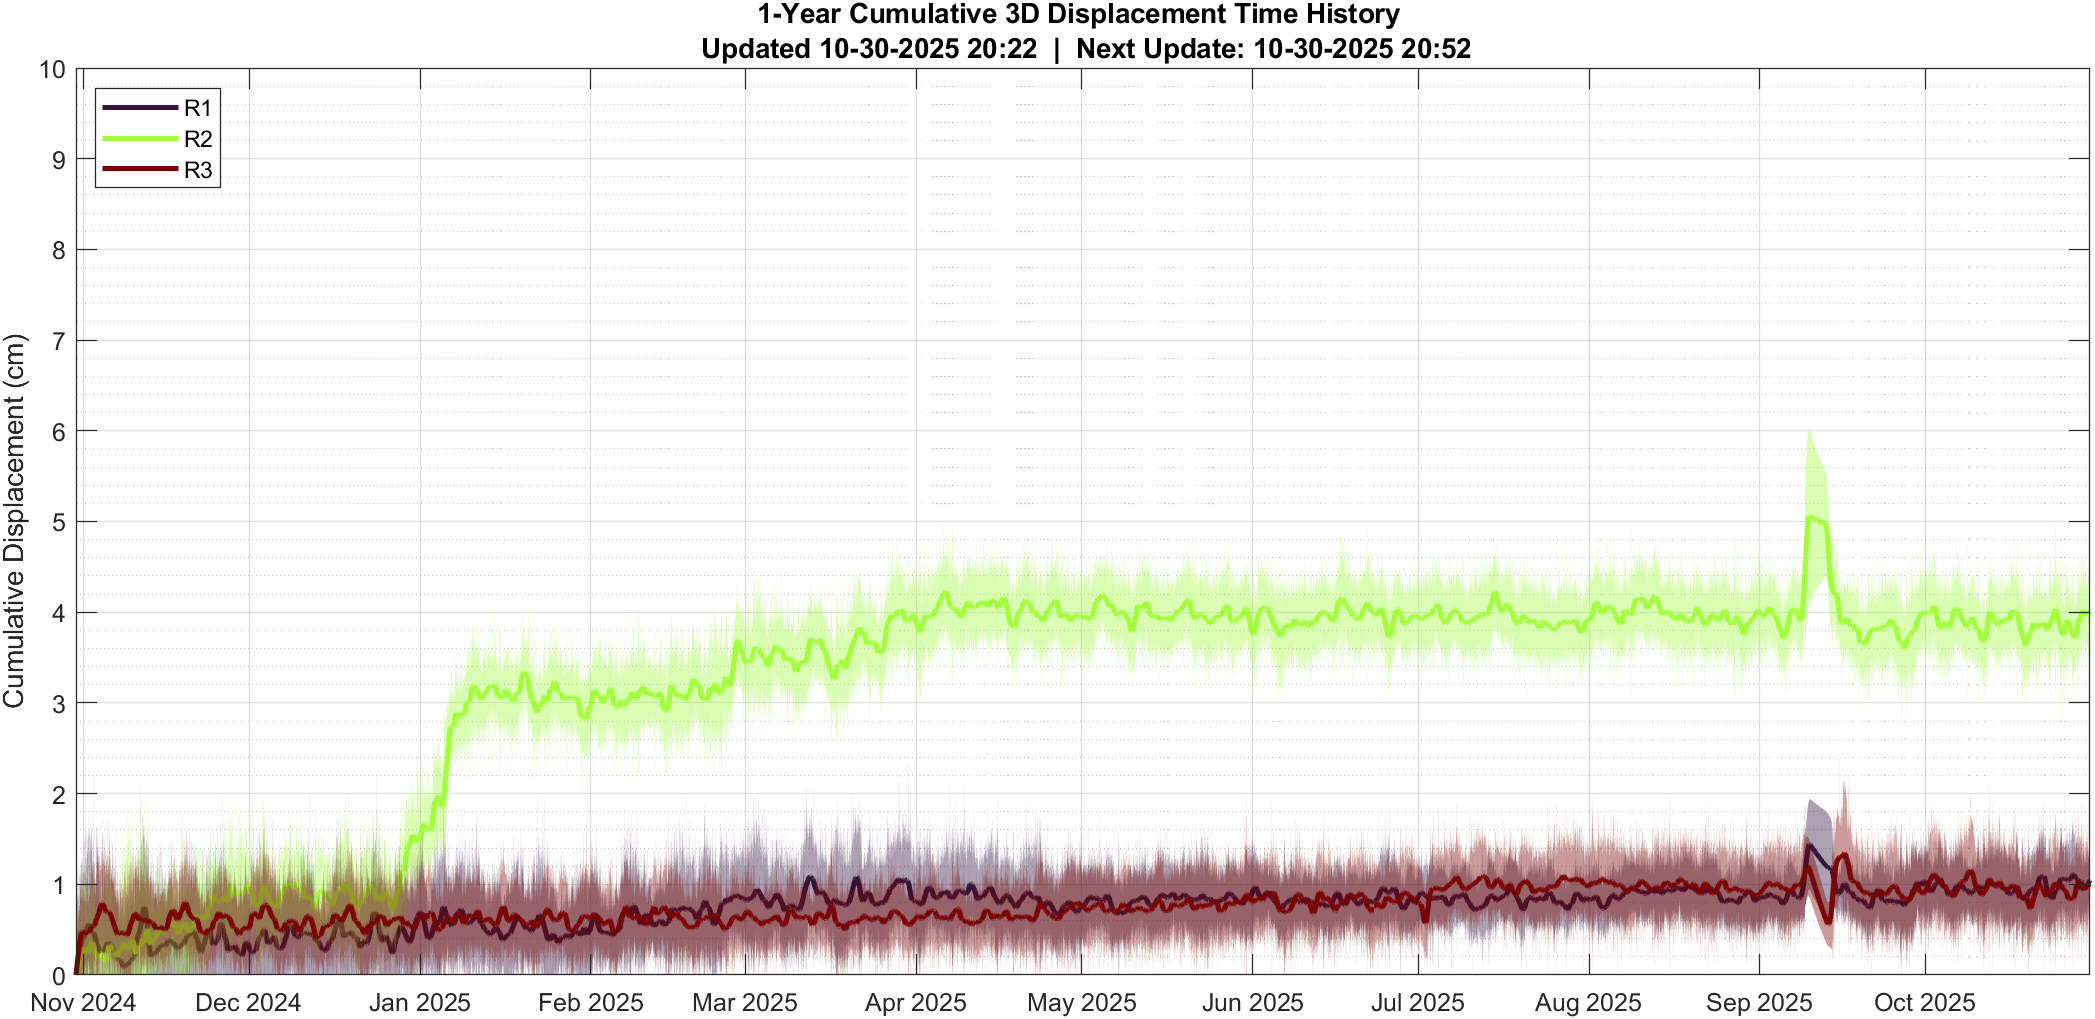 1-Year Cumulative 3D Displacement Time History
Updated 10-30-2025 20:22 | Next Update: 10-30-2025 20:52
R1
R2
R3
Cumulative Displacement (cm)
10
9
8
7
6
5
4
3
2
1
0
Nov 2024
Dec 2024
Jan 2025
Feb 2025
Mar 2025
Apr 2025
May 2025
Jun 2025
Jul 2025
Aug 2025
Sep 2025
Oct 2025